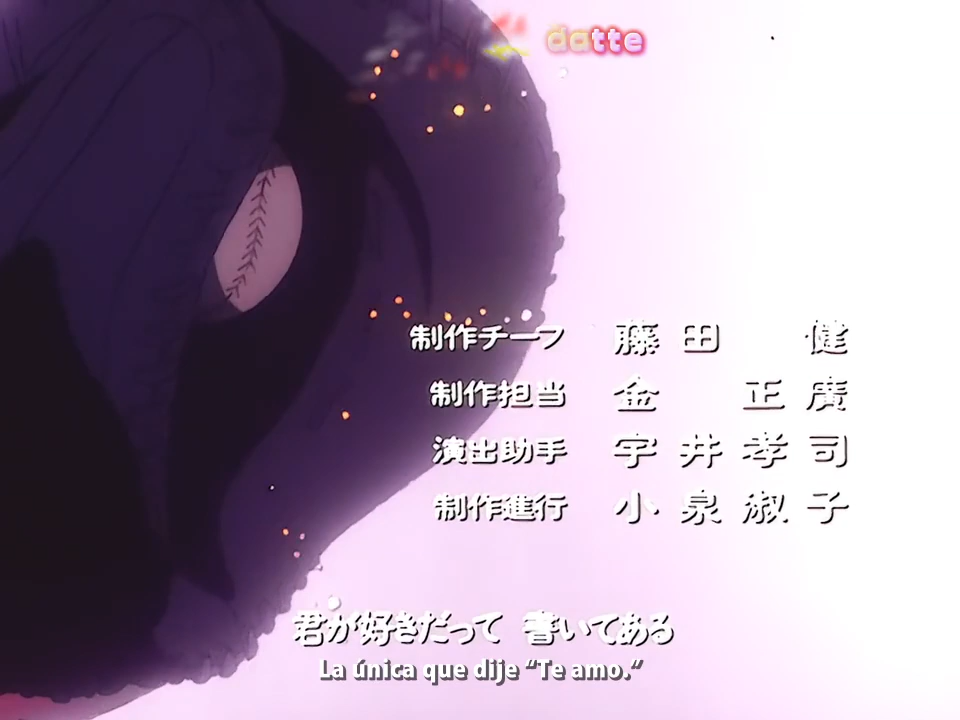 datte
制作チーフ 藤田 健
制作担当 金 正廣
演出助手 宇井孝司
制作進行 小泉淑子
君が好きだって 書いてある
La única que dije “Te amo.”